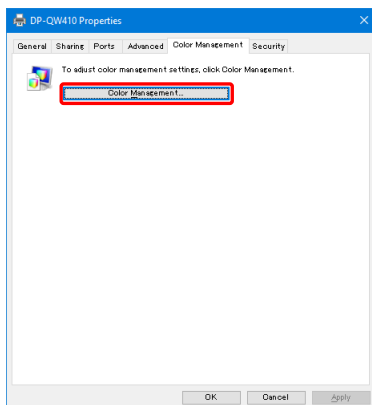 DP-QW410 Properties
General Sharing Ports Advanced Color Management Security
To adjust color management settings, click Color Management.
Color Management...
OK Cancel Apply